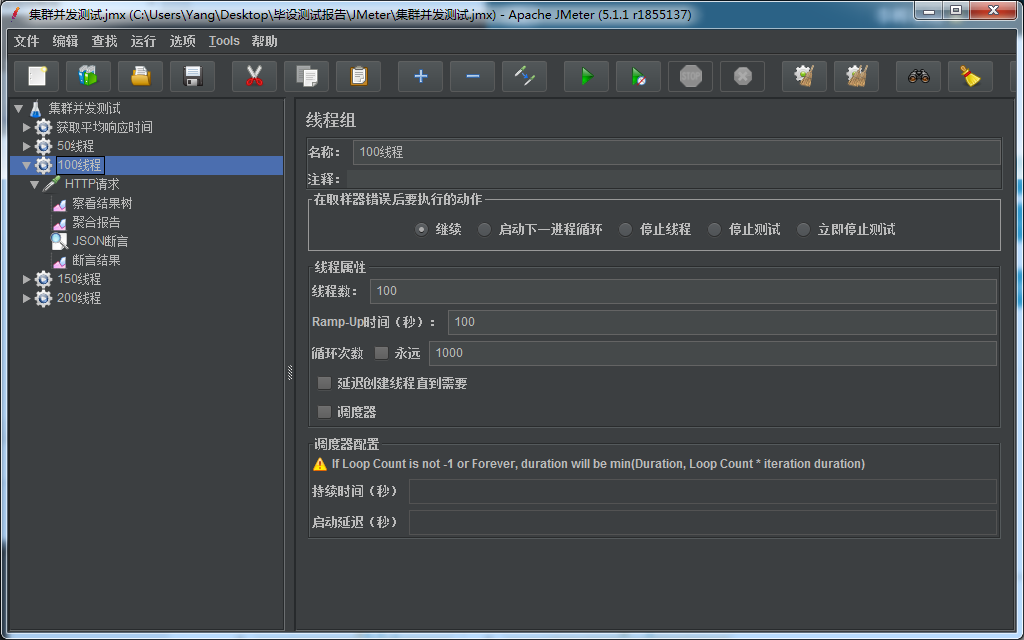 集群并发测试.jmx (C:\Users\Yang\Desktop\毕设测试报告\JMeter\集群并发测试.jmx) - Apache JMeter (5.1.1 r1855137)
文件 编辑 查找 运行 选项 Tools 帮助
STOP
集群并发测试
获取平均响应时间
50线程
100线程
HTTP请求
察看结果树
聚合报告
JSON断言
断言结果
150线程
200线程
线程组
名称： 100线程
注释：
在取样器错误后要执行的动作
继续 启动下一进程循环 停止线程 停止测试 立即停止测试
线程属性
线程数： 100
Ramp-Up时间（秒）： 100
循环次数 永远 1000
延迟创建线程直到需要
调度器
调度器配置
If Loop Count is not -1 or Forever, duration will be min(Duration, Loop Count * iteration duration)
持续时间（秒）
启动延迟（秒）